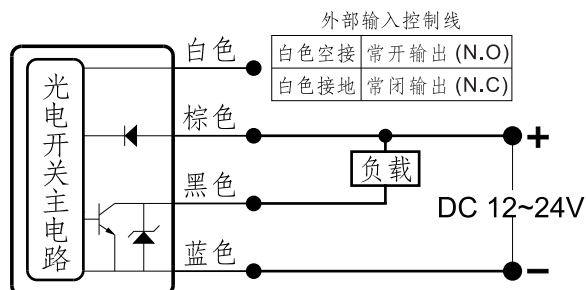 外部输入控制线
白色
白色空接 常开输出 (N.O)
白色接地 常闭输出 (N.C)
光电开关主电路
棕色
+
负载
黑色
DC 12~24V
蓝色
−